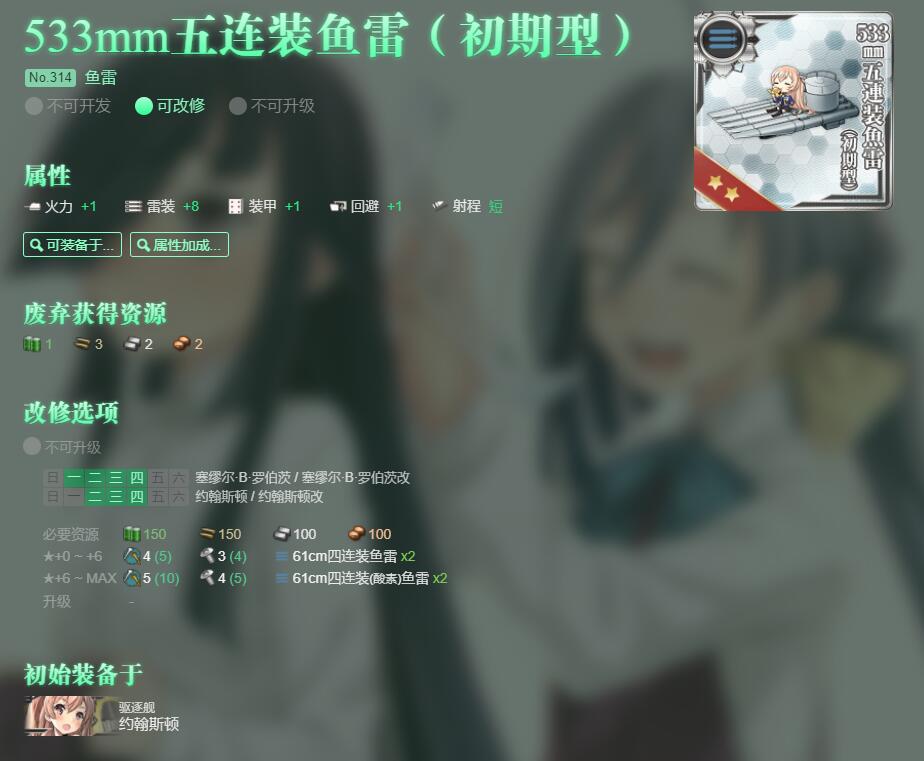 533mm五连装鱼雷（初期型）
No.314 鱼雷
不可开发 可改修 不可升级
533mm五連装魚雷(初期型)
属性
火力 +1 雷装 +8 装甲 +1 回避 +1 射程 短
可装备于... 属性加成...
废弃获得资源
1 3 2 2
改修选项
不可升级
日 一 二 三 四 五 六 塞缪尔·B·罗伯茨 / 塞缪尔·B·罗伯茨改
日 一 二 三 四 五 六 约翰斯顿 / 约翰斯顿改
必要资源 150 150 100 100
★+0 ~ +6 4 (5) 3 (4) 61cm四连装鱼雷 x2
★+6 ~ MAX 5 (10) 4 (5) 61cm四连装(酸素)鱼雷 x2
升级 -
初始装备于
驱逐舰
约翰斯顿